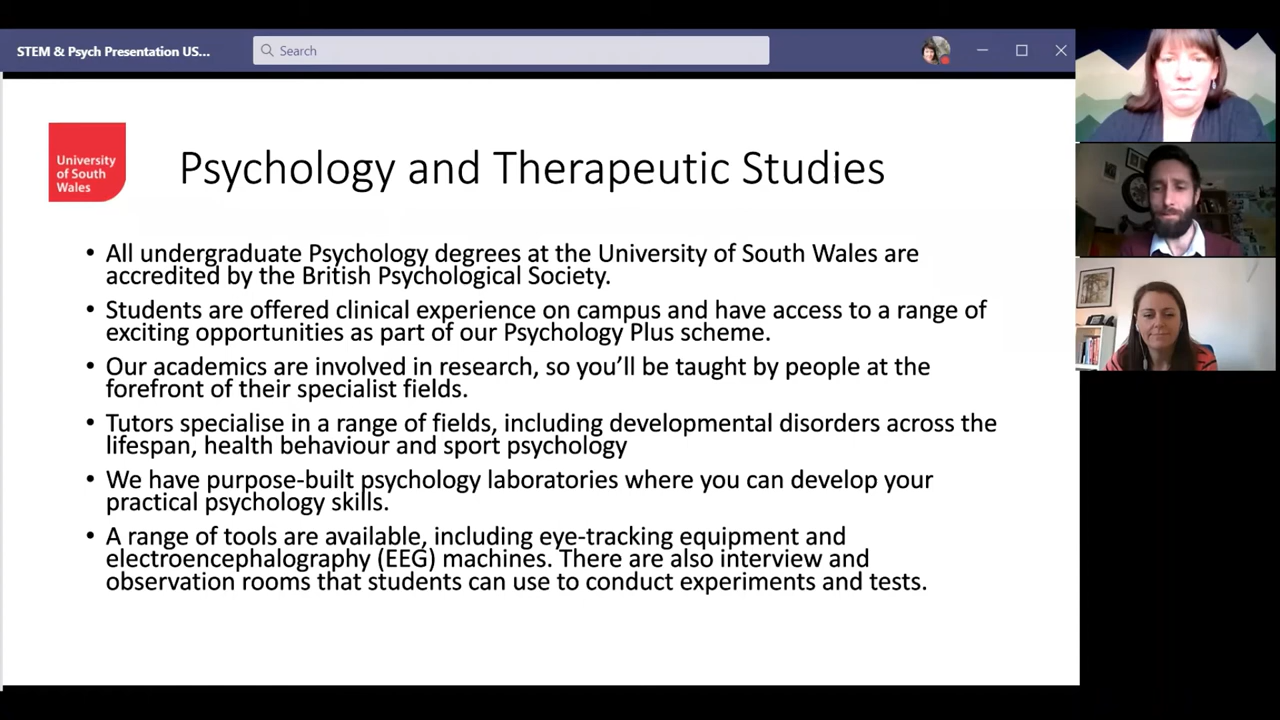 STEM & Psych Presentation US...
Search
University
of South
Wales
Psychology and Therapeutic Studies
• All undergraduate Psychology degrees at the University of South Wales are
accredited by the British Psychological Society.
• Students are offered clinical experience on campus and have access to a range of
exciting opportunities as part of our Psychology Plus scheme.
• Our academics are involved in research, so you'll be taught by people at the
forefront of their specialist fields.
• Tutors specialise in a range of fields, including developmental disorders across the
lifespan, health behaviour and sport psychology
• We have purpose-built psychology laboratories where you can develop your
practical psychology skills.
• A range of tools are available, including eye-tracking equipment and
electroencephalography (EEG) machines. There are also interview and
observation rooms that students can use to conduct experiments and tests.